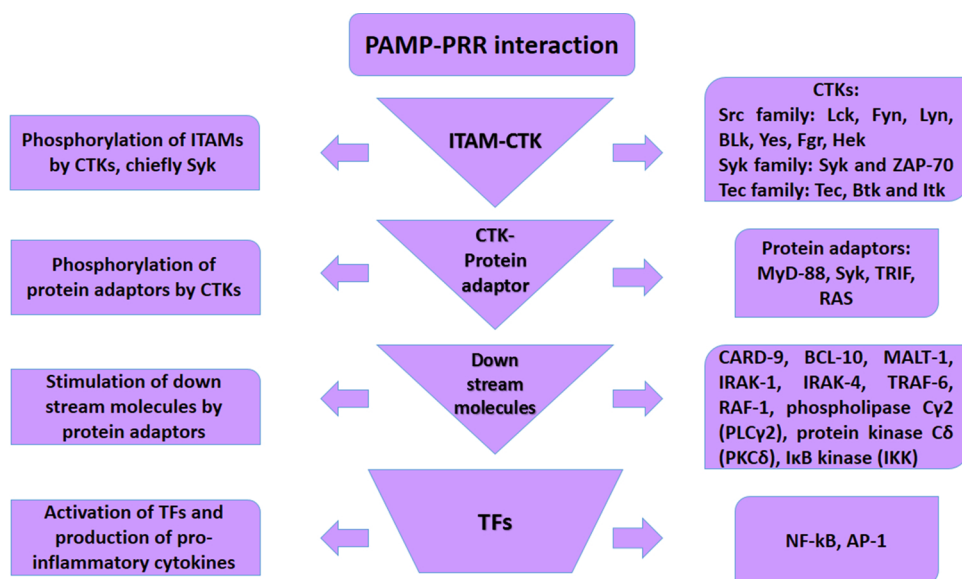 PAMP-PRR interaction
Phosphorylation of ITAMs
by CTKs, chiefly Syk
ITAM-CTK
CTKs:
Src family: Lck, Fyn, Lyn,
BLk, Yes, Fgr, Hek
Syk family: Syk and ZAP-70
Tec family: Tec, Btk and Itk
Phosphorylation of
protein adaptors by CTKs
CTK-
Protein
adaptor
Protein adaptors:
MyD-88, Syk, TRIF,
RAS
Stimulation of down
stream molecules by
protein adaptors
Down
stream
molecules
CARD-9, BCL-10, MALT-1,
IRAK-1, IRAK-4, TRAF-6,
RAF-1, phospholipase Cγ2
(PLCγ2), protein kinase Cδ
(PKCδ), IκB kinase (IKK)
Activation of TFs and
production of pro-
inflammatory cytokines
TFs
NF-kB, AP-1